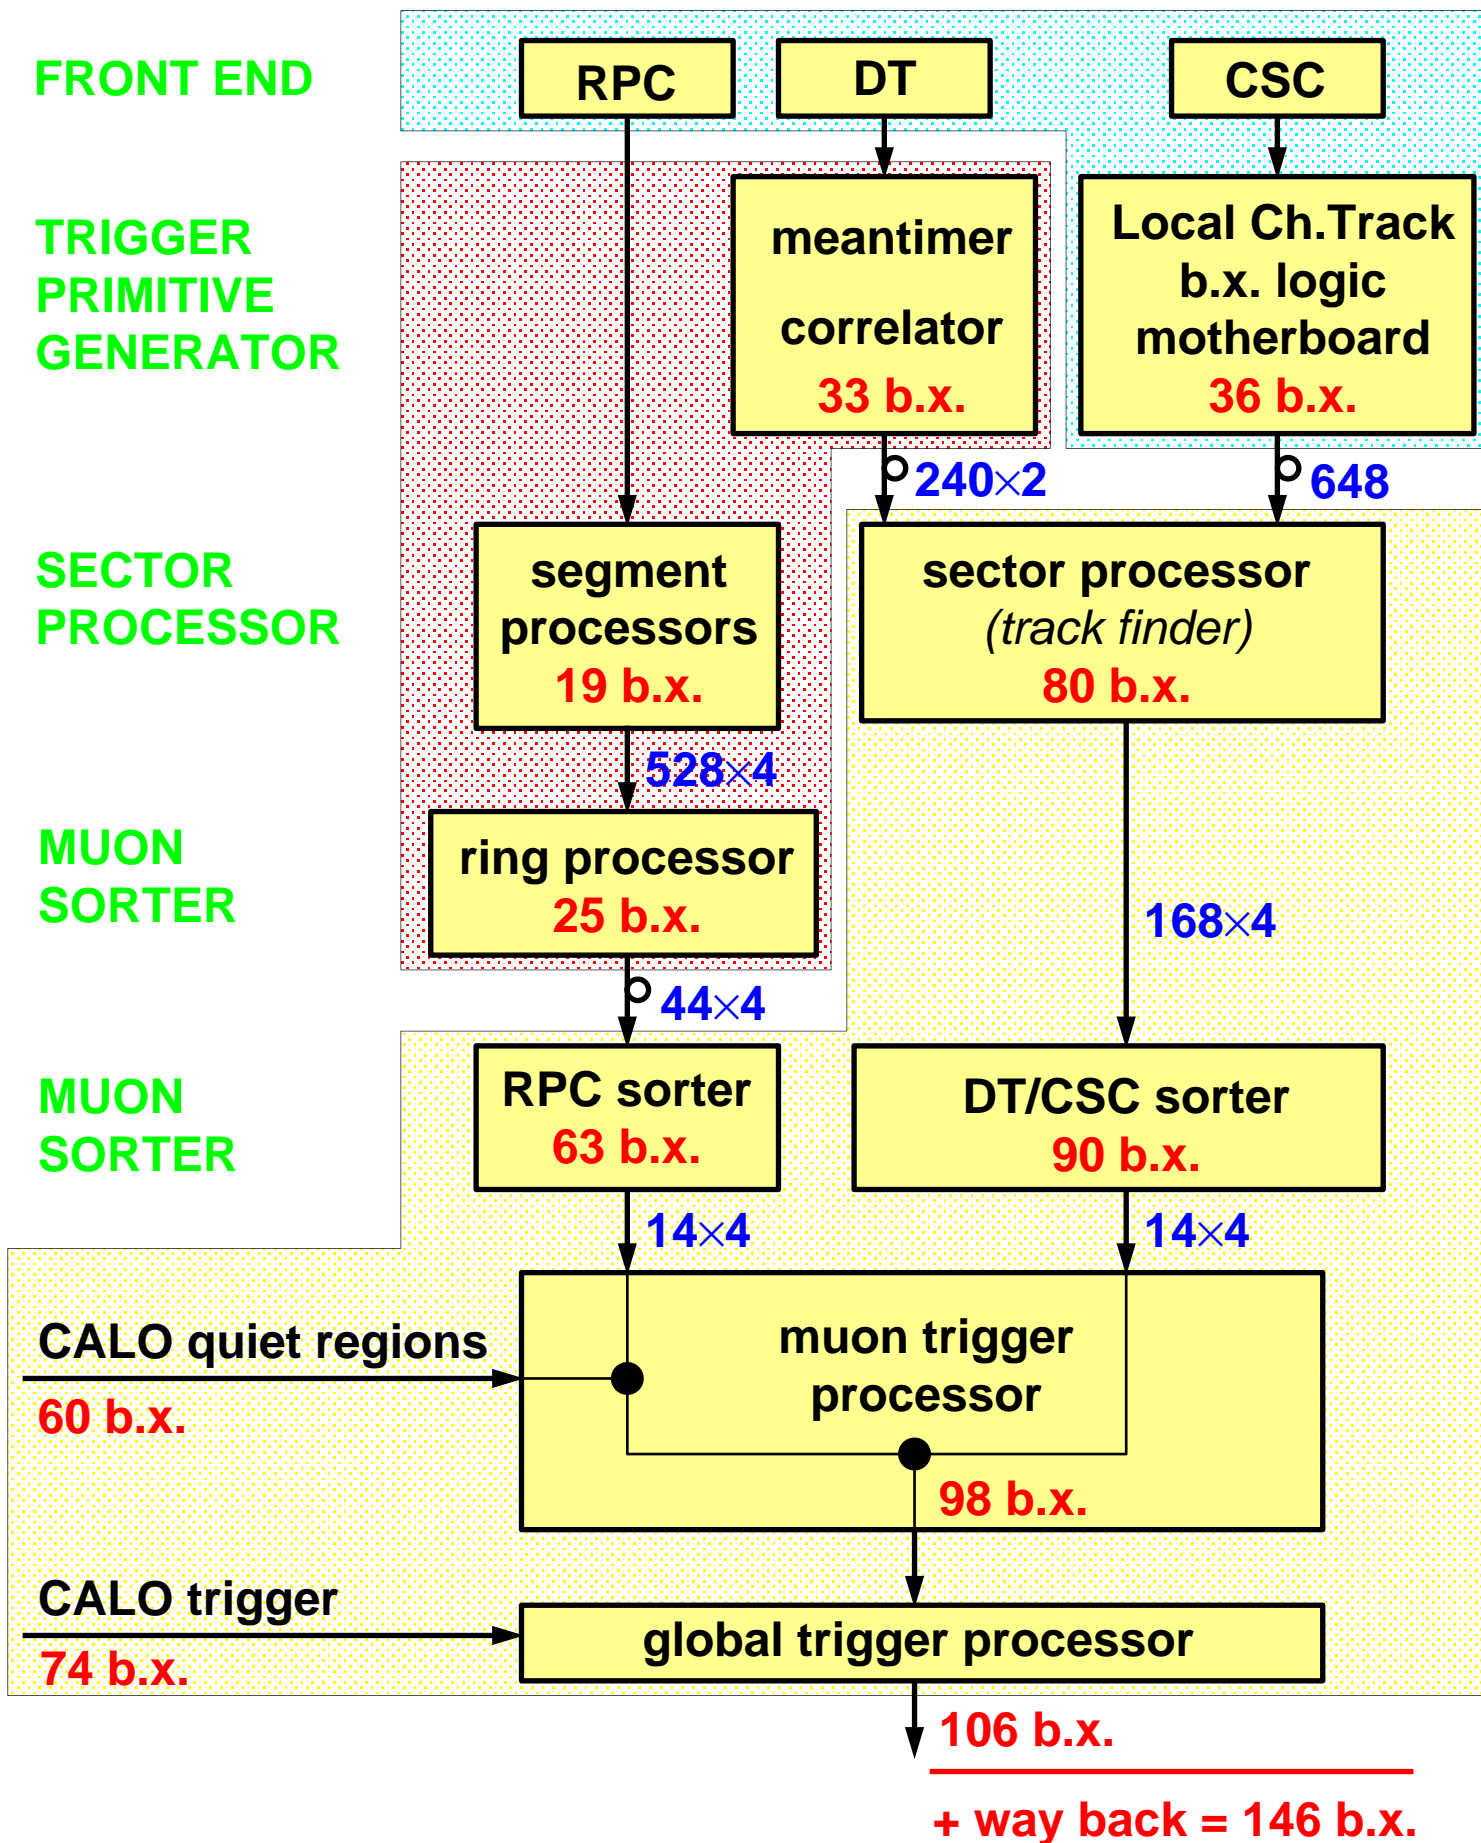 FRONT END
RPC
DT
CSC
TRIGGER
PRIMITIVE
GENERATOR
meantimer
correlator
33 b.x.
Local Ch.Track
b.x. logic
motherboard
36 b.x.
240×2
648
SECTOR
PROCESSOR
segment
processors
19 b.x.
sector processor
(track finder)
80 b.x.
528×4
MUON
SORTER
ring processor
25 b.x.
168×4
44×4
MUON
SORTER
RPC sorter
63 b.x.
DT/CSC sorter
90 b.x.
14×4
14×4
CALO quiet regions
60 b.x.
muon trigger
processor
98 b.x.
CALO trigger
74 b.x.
global trigger processor
106 b.x.
+ way back = 146 b.x.